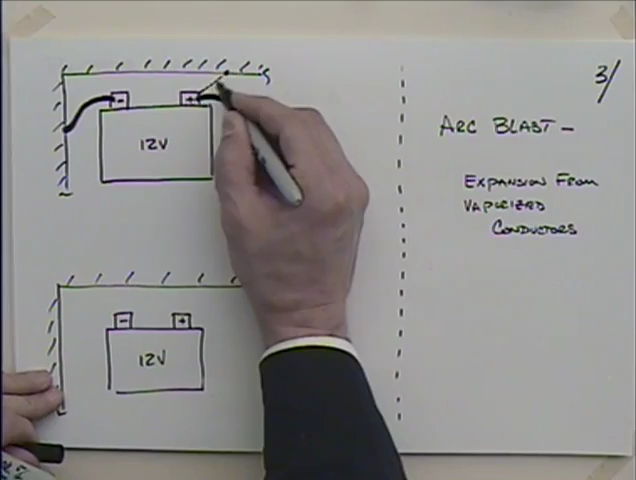 3/
- +
12V
ARC BLAST -
EXPANSION FROM
VAPORIZED
CONDUCTORS
- +
12V